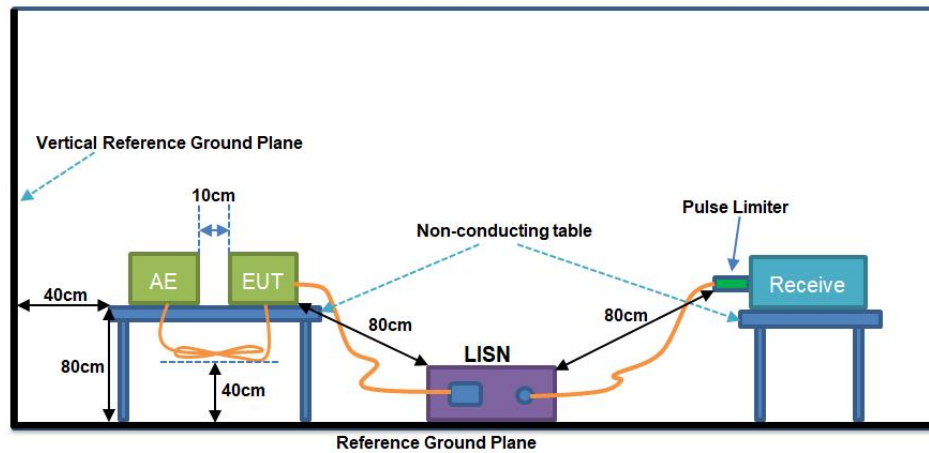 Vertical Reference Ground Plane
10cm
Pulse Limiter
Non-conducting table
AE
EUT
Receive
40cm
80cm
80cm
LISN
80cm
40cm
Reference Ground Plane